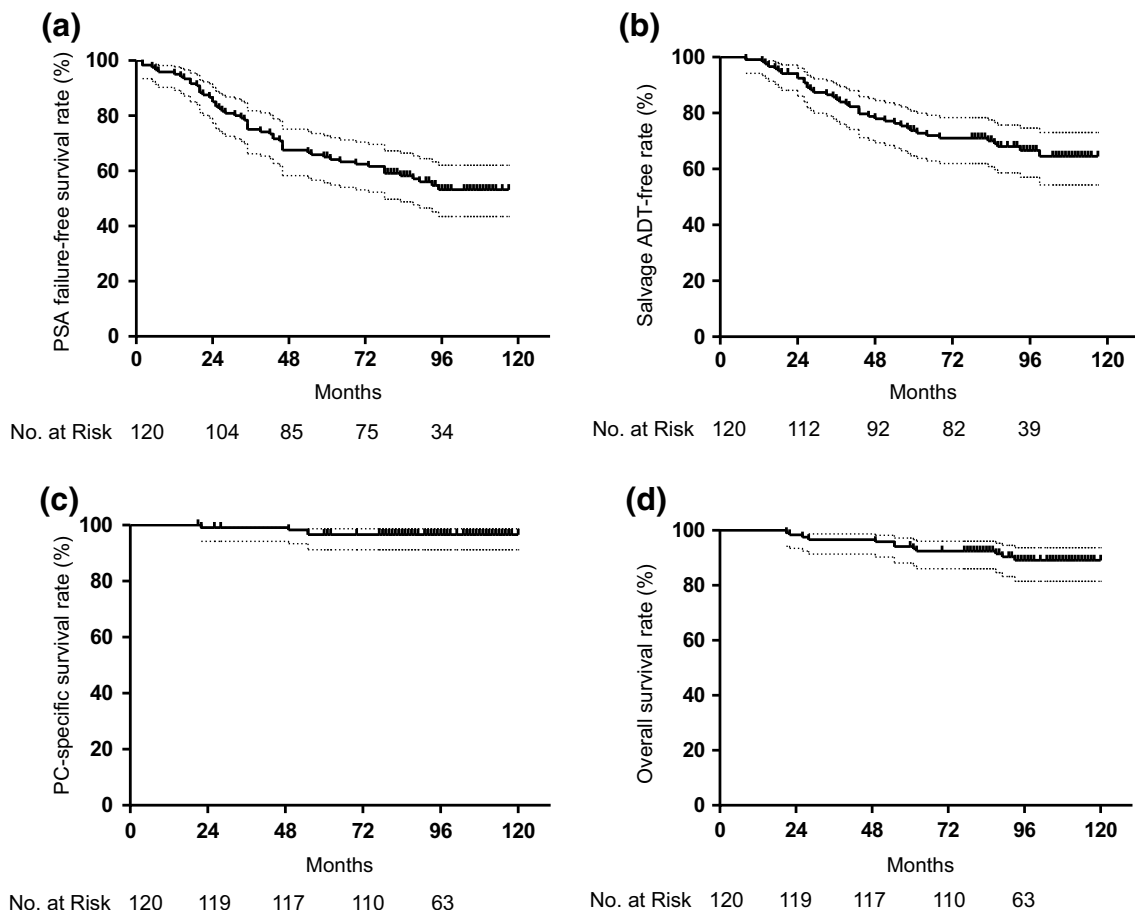 (a)
PSA failure-free survival rate (%)
100
80
60
40
20
0
0 24 48 72 96 120
Months
No. at Risk 120 104 85 75 34
(b)
Salvage ADT-free rate (%)
100
80
60
40
20
0
0 24 48 72 96 120
Months
No. at Risk 120 112 92 82 39
(c)
PC-specific survival rate (%)
100
80
60
40
20
0
0 24 48 72 96 120
Months
No. at Risk 120 119 117 110 63
(d)
Overall survival rate (%)
100
80
60
40
20
0
0 24 48 72 96 120
Months
No. at Risk 120 119 117 110 63